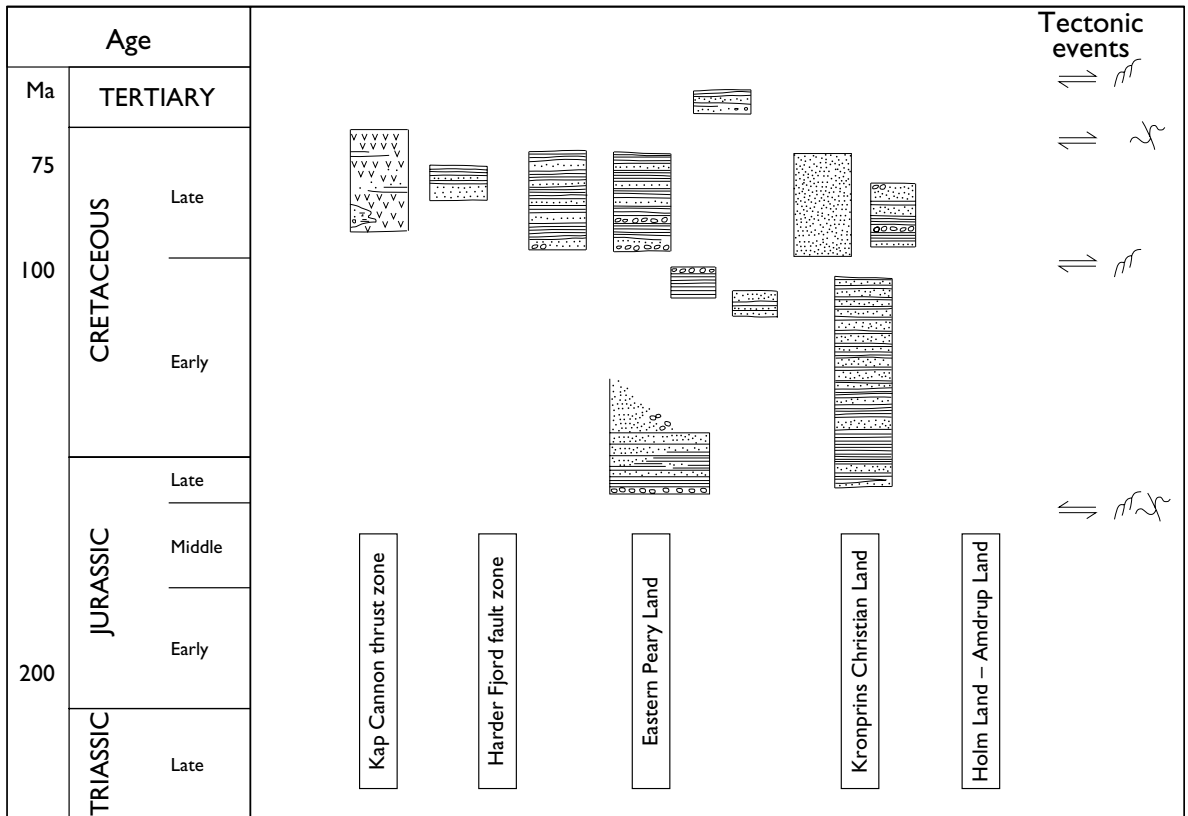 Age
Tectonic
events
Ma
TERTIARY
75
CRETACEOUS
Late
100
Early
Late
JURASSIC
Middle
Early
200
TRIASSIC
Late
Kap Cannon thrust zone
Harder Fjord fault zone
Eastern Peary Land
Kronprins Christian Land
Holm Land – Amdrup Land